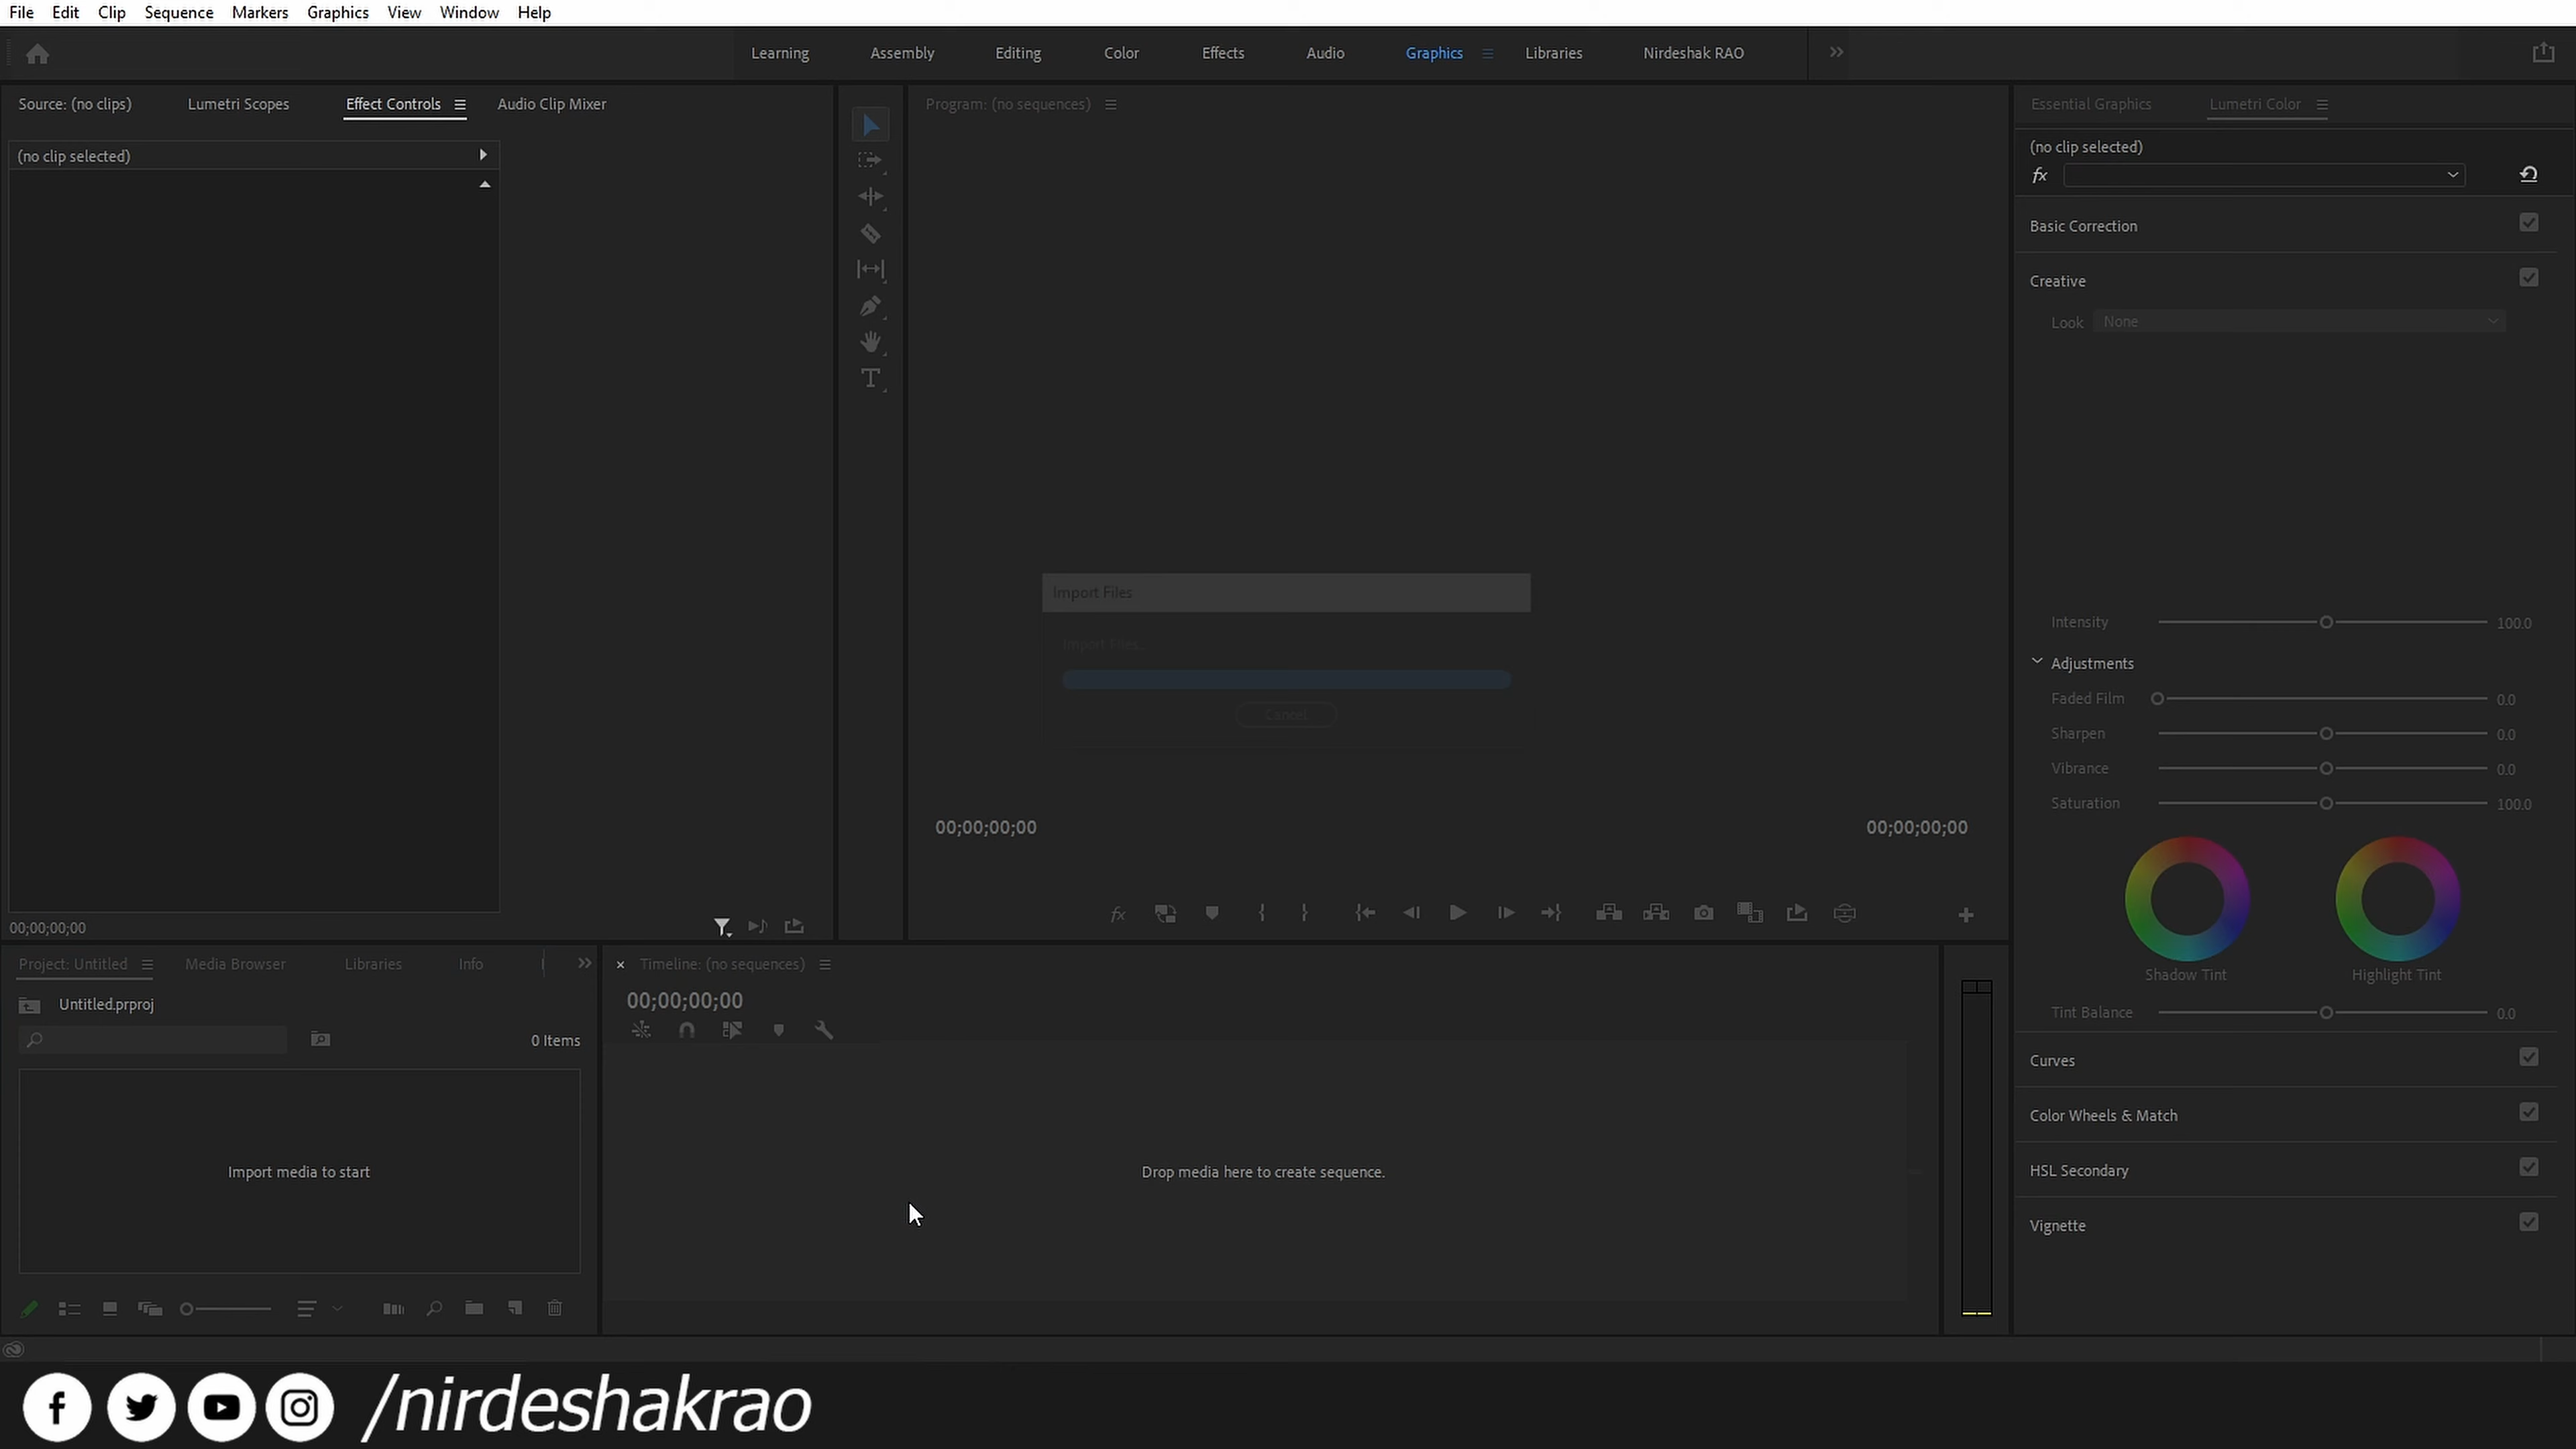 File Edit Clip Sequence Markers Graphics View Window Help
Learning Assembly Editing Color Effects Audio Graphics Libraries Nirdeshak RAO
Source: (no clips) Lumetri Scopes Effect Controls Audio Clip Mixer
(no clip selected)
00;00;00;00
Program: (no sequences)
Import Files
Import Files.
Cancel
00;00;00;00 00;00;00;00
fx
Essential Graphics Lumetri Color
(no clip selected)
fx
Basic Correction
Creative
Look None
Intensity 100.0
Adjustments
Faded Film 0.0
Sharpen 0.0
Vibrance 0.0
Saturation 100.0
Shadow Tint Highlight Tint
Tint Balance 0.0
Curves
Color Wheels & Match
HSL Secondary
Vignette
Project: Untitled Media Browser Libraries Info
Untitled.prproj
0 Items
Import media to start
Timeline: (no sequences)
00;00;00;00
Drop media here to create sequence.
/nirdeshakrao